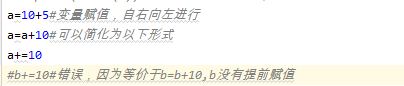 a=10+5#变量赋值，自右向左进行
a=a+10#可以简化为以下形式
a+=10
#b+=10#错误，因为等价于b=b+10,b没有提前赋值